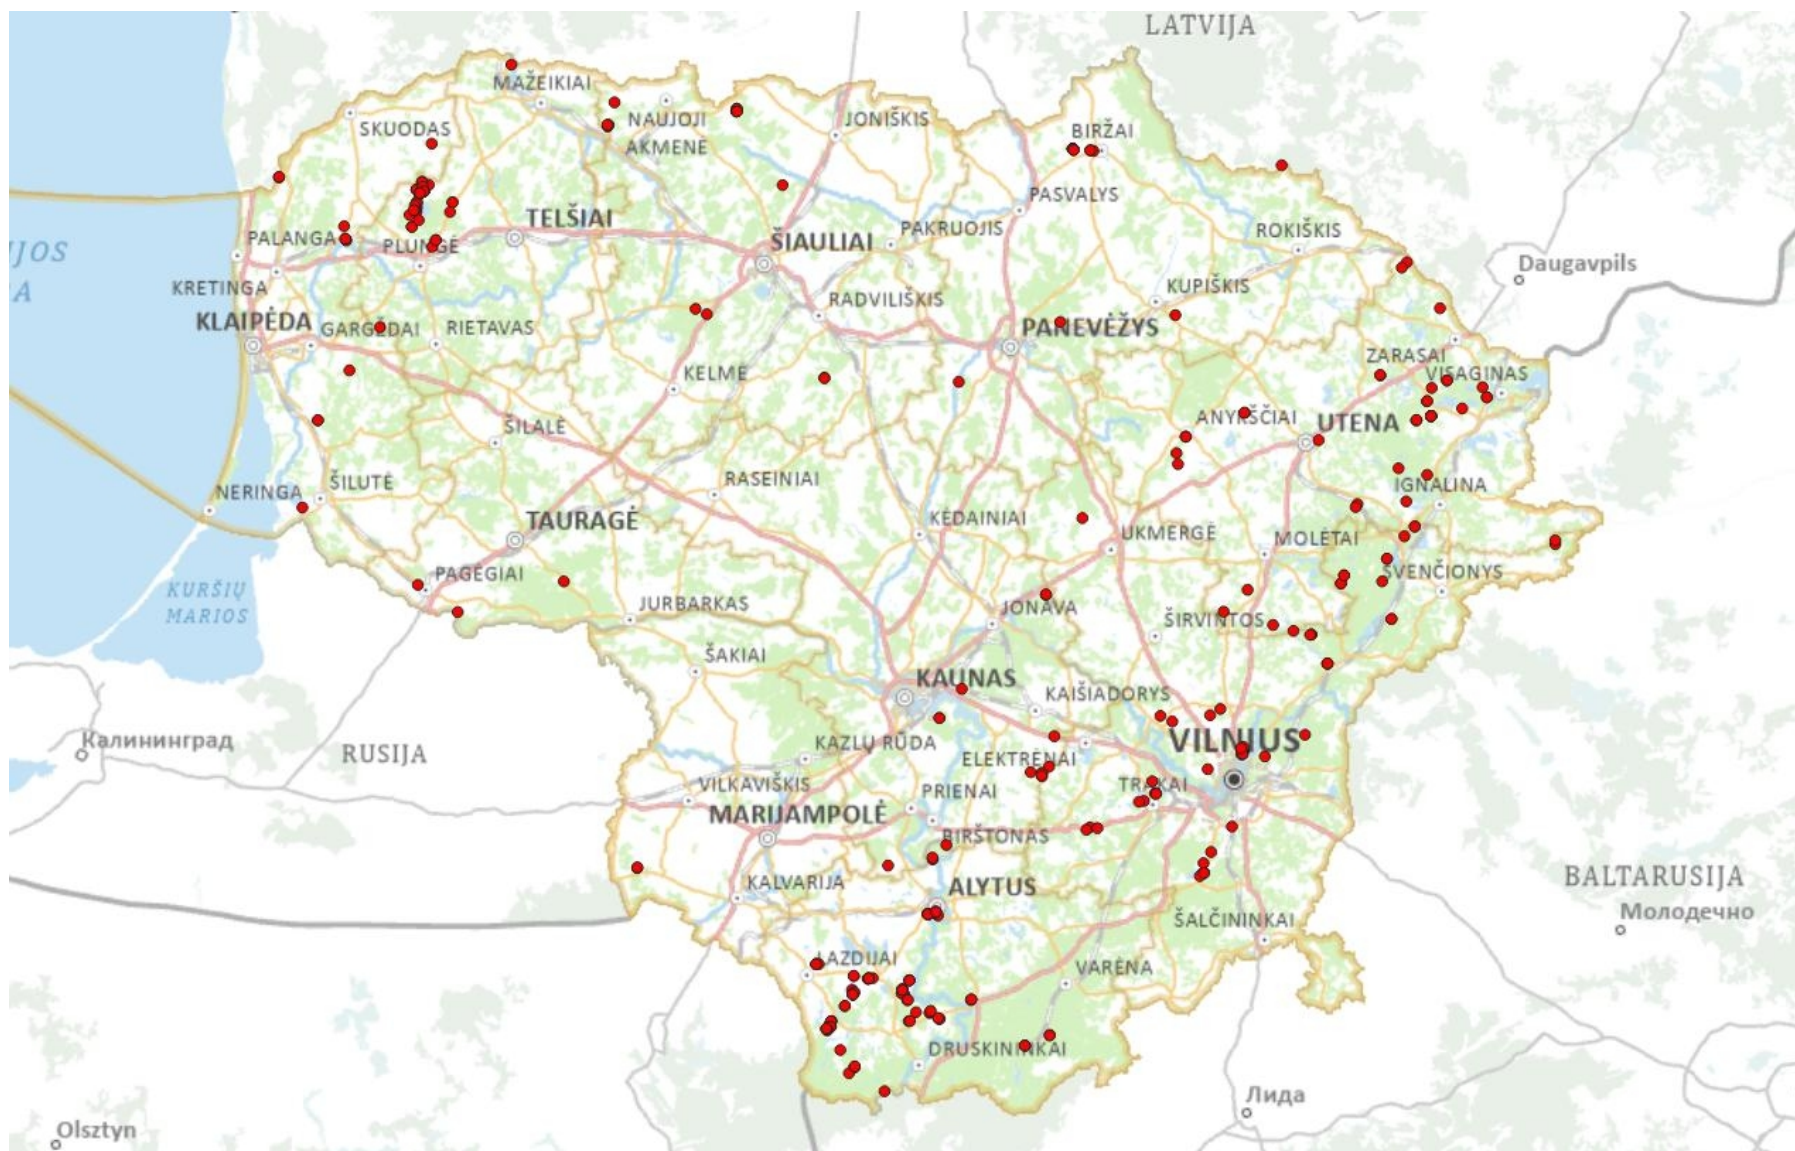 LATVIJA
MAŽEIKIAI
SKUODAS
NAUJOJI
AKMENĖ
JONIŠKIS
BIRŽAI
PASVALYS
PALANGA
PLUNGĖ
TELŠIAI
ŠIAULIAI
PAKRUOJIS
ROKIŠKIS
JOS
A
Daugavpils
KRETINGA
KLAIPĖDA
GARGŽDAI
RIETAVAS
RADVILIŠKIS
KUPIŠKIS
PANEVĖŽYS
ZARASAI
VISAGINAS
KELMĖ
ŠILALĖ
ANYKŠČIAI
UTENA
NERINGA
ŠILUTĖ
RASEINIAI
IGNALINA
TAURAGĖ
KĖDAINIAI
UKMERGĖ
MOLĖTAI
PAGĖGIAI
ŠVENČIONYS
KURŠIŲ
MARIOS
JURBARKAS
JONAVA
ŠIRVINTOS
ŠAKIAI
KAUNAS
KAIŠIADORYS
Калининград
RUSIJA
KAZLŲ RŪDA
ELEKTRĖNAI
VILNIUS
VILKAVIŠKIS
PRIENAI
TRAKAI
MARIJAMPOLĖ
BIRŠTONAS
KALVARIJA
ALYTUS
BALTARUSIJA
Молодечно
ŠALČININKAI
LAZDIJAI
VARĖNA
DRUSKININKAI
Лида
Olsztyn